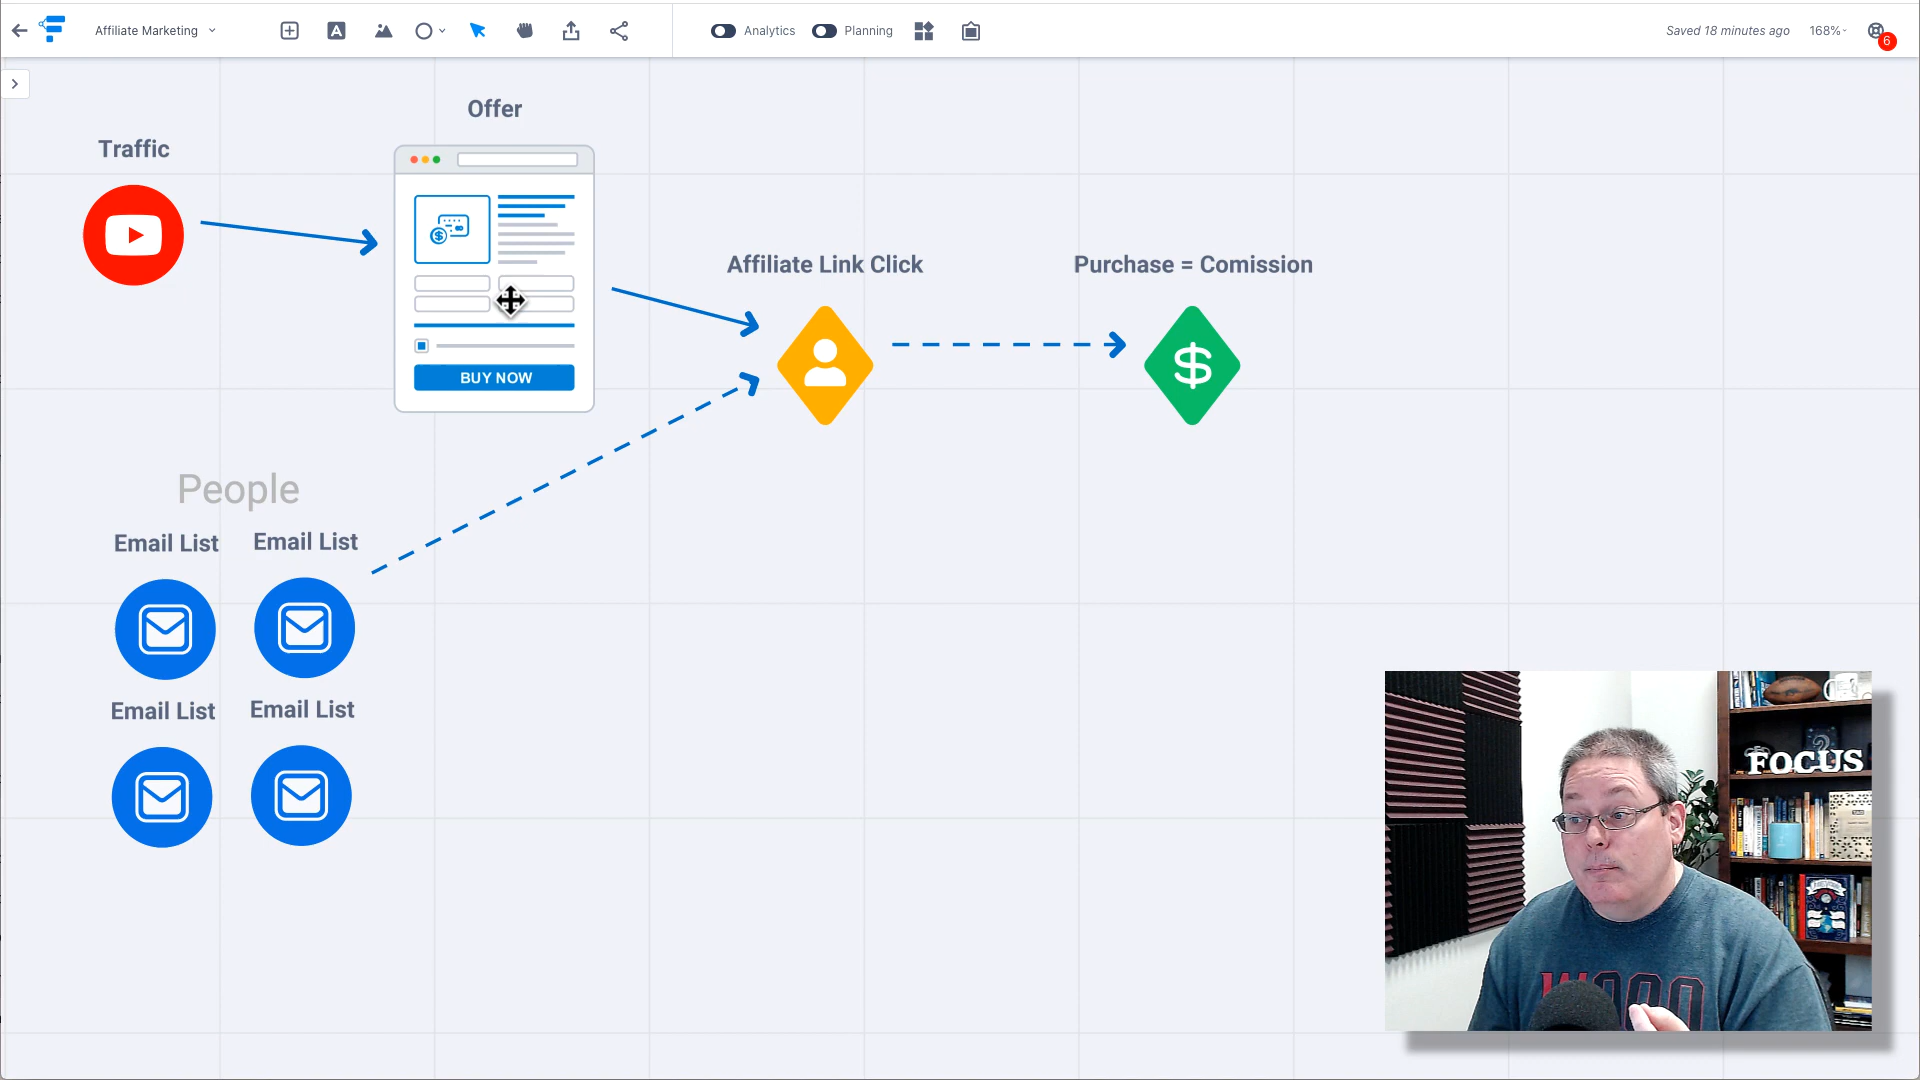 Affiliate Marketing
A
Analytics
Planning
Saved 18 minutes ago
168%
6
Offer
Traffic
$
BUY NOW
Affiliate Link Click
Purchase = Comission
$
People
Email List
Email List
Email List
Email List
FOCUS